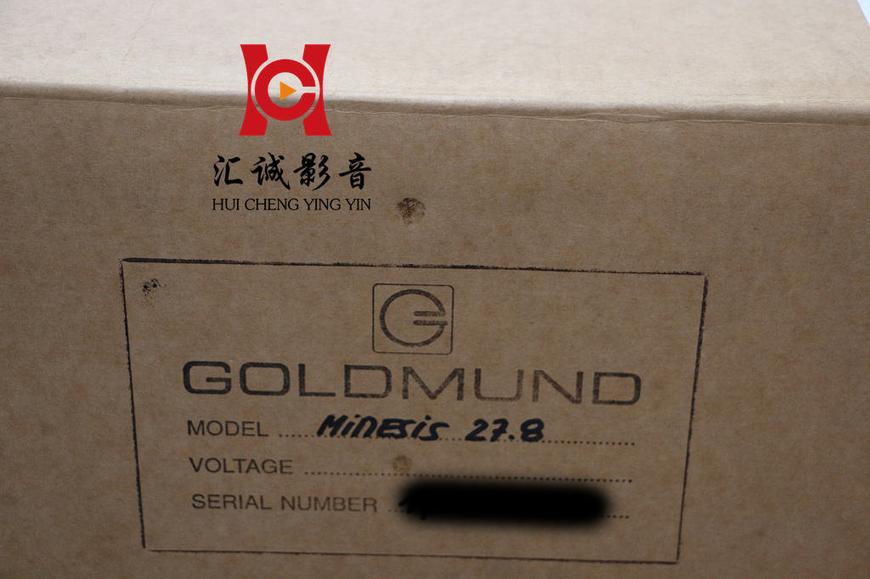 汇诚影音
HUI CHENG YING YIN
GOLDMUND
MODEL MiNESis 27.8
VOLTAGE
SERIAL NUMBER